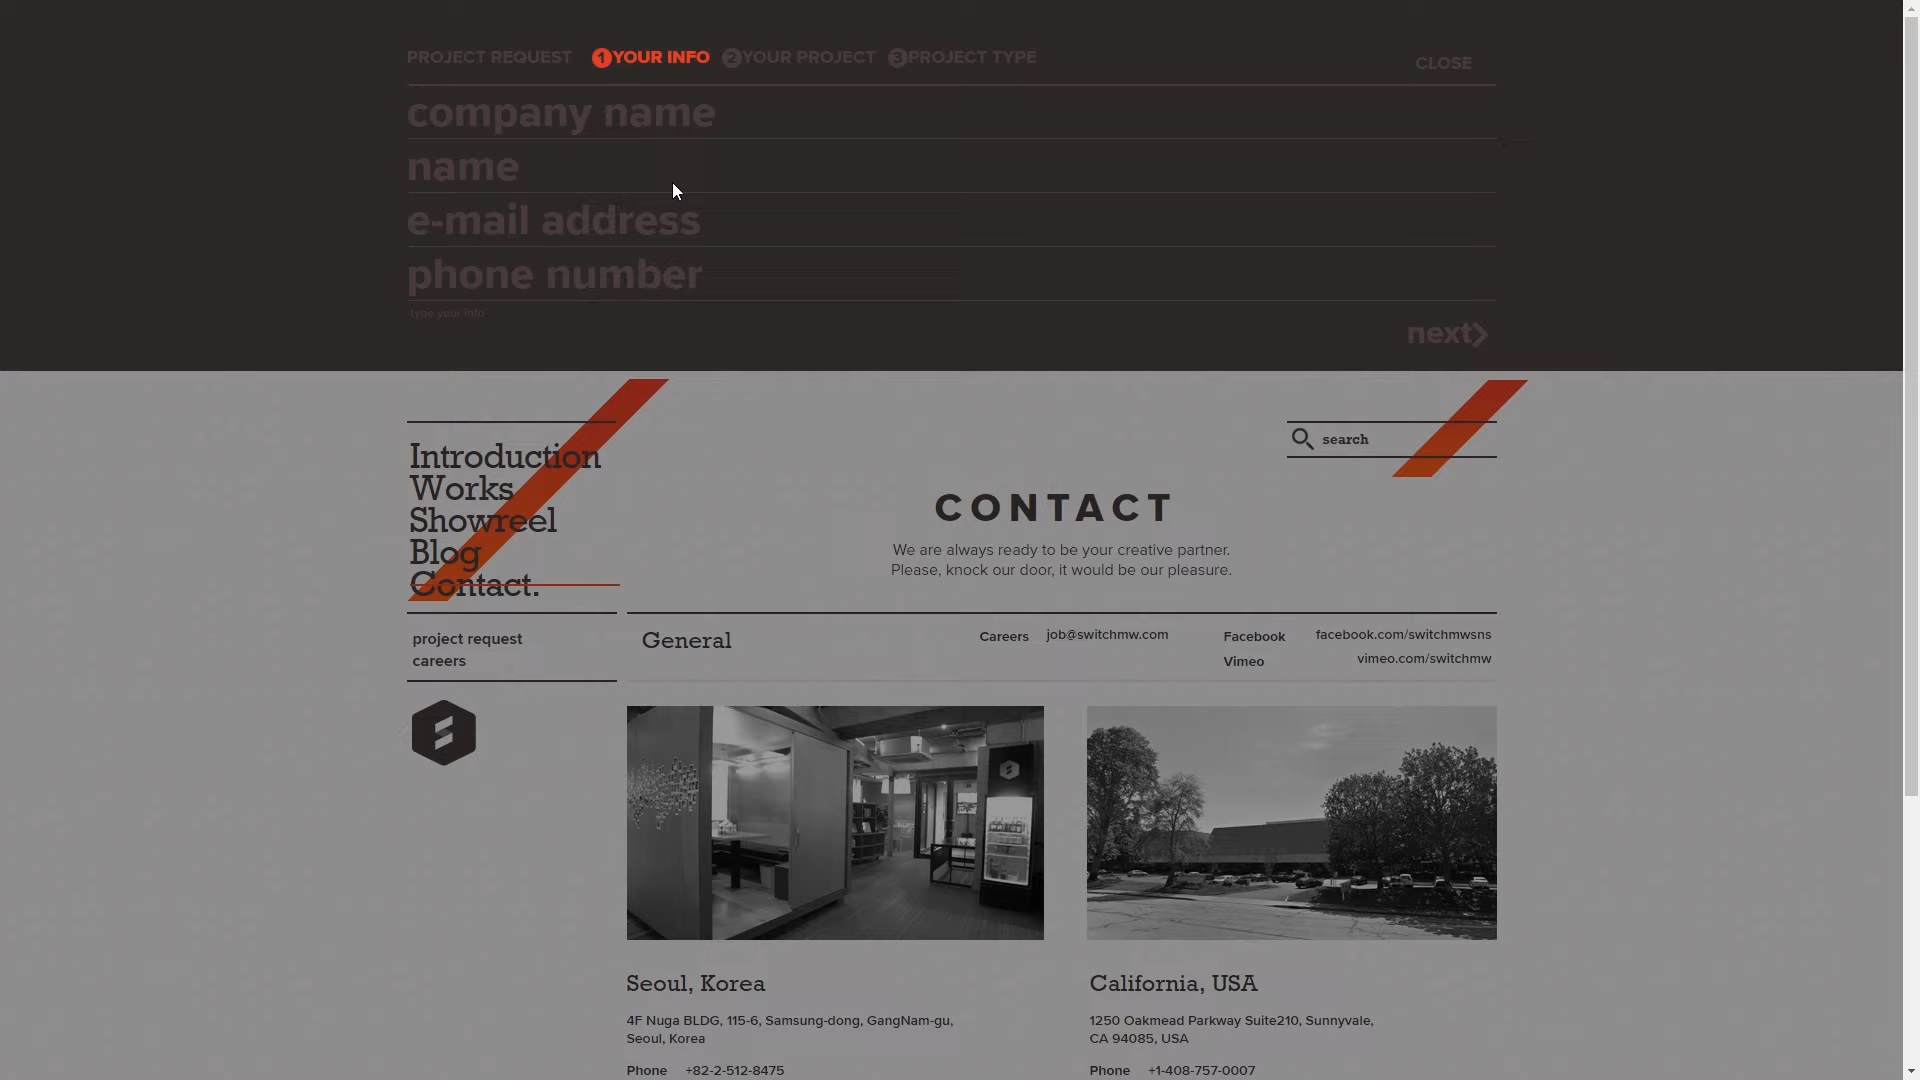 PROJECT REQUEST 1 YOUR INFO 2 YOUR PROJECT 3 PROJECT TYPE CLOSE
company name
name
e-mail address
phone number
type your info
next
Introduction
Works
Showreel
Blog
Contact.
project request
careers
search
CONTACT
We are always ready to be your creative partner.
Please, knock our door, it would be our pleasure.
General
Careers job@switchmw.com
Facebook facebook.com/switchmwsns
Vimeo vimeo.com/switchmw
Seoul, Korea
4F Nuga BLDG, 115-6, Samsung-dong, GangNam-gu,
Seoul, Korea
Phone +82-2-512-8475
California, USA
1250 Oakmead Parkway Suite210, Sunnyvale,
CA 94085, USA
Phone +1-408-757-0007